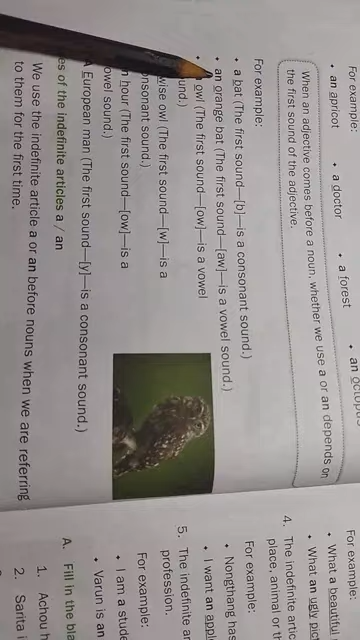 For example:
• an apricot • a doctor • a forest • an octopus
When an adjective comes before a noun, whether we use a or an depends on
the first sound of the adjective.
For example:
• a bat (The first sound—[b]—is a consonant sound.)
• an orange bat (The first sound—[aw]—is a vowel sound.)
• owl (The first sound—[ow]—is a vowel
und.)
wise owl (The first sound—[w]—is a
onsonant sound.)
n hour (The first sound—[ow]—is a
owel sound.)
A European man (The first sound—[y]—is a consonant sound.)
es of the indefinite articles a / an
We use the indefinite article a or an before nouns when we are referring
to them for the first time.
For example:
• What a beautiful
• What an ugly
4. The indefinite arti
place, animal or th
For example:
• Nongthang has
• I want an appl
5. The indefinite ar
profession.
For example:
• I am a stude
• Varun is an
A. Fill in the bla
1. Achou h
2. Sarita i